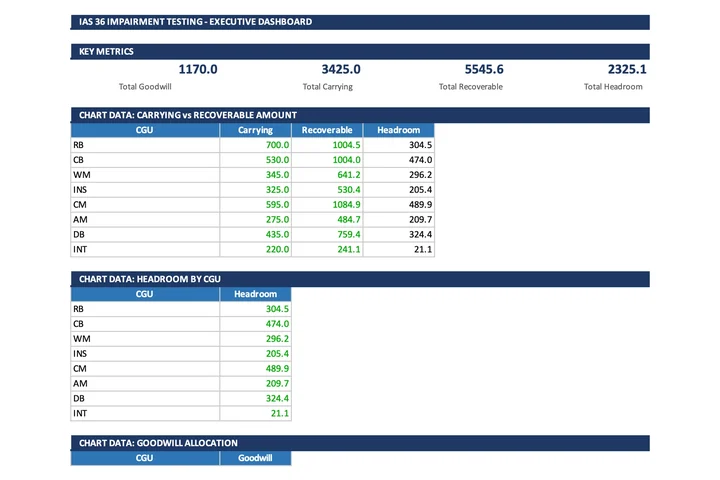 IAS 36 IMPAIRMENT TESTING - EXECUTIVE DASHBOARD
KEY METRICS
1170.0 3425.0 5545.6 2325.1
Total Goodwill Total Carrying Total Recoverable Total Headroom
CHART DATA: CARRYING vs RECOVERABLE AMOUNT
CGU Carrying Recoverable Headroom
RB 700.0 1004.5 304.5
CB 530.0 1004.0 474.0
WM 345.0 641.2 296.2
INS 325.0 530.4 205.4
CM 595.0 1084.9 489.9
AM 275.0 484.7 209.7
DB 435.0 759.4 324.4
INT 220.0 241.1 21.1
CHART DATA: HEADROOM BY CGU
CGU Headroom
RB 304.5
CB 474.0
WM 296.2
INS 205.4
CM 489.9
AM 209.7
DB 324.4
INT 21.1
CHART DATA: GOODWILL ALLOCATION
CGU Goodwill